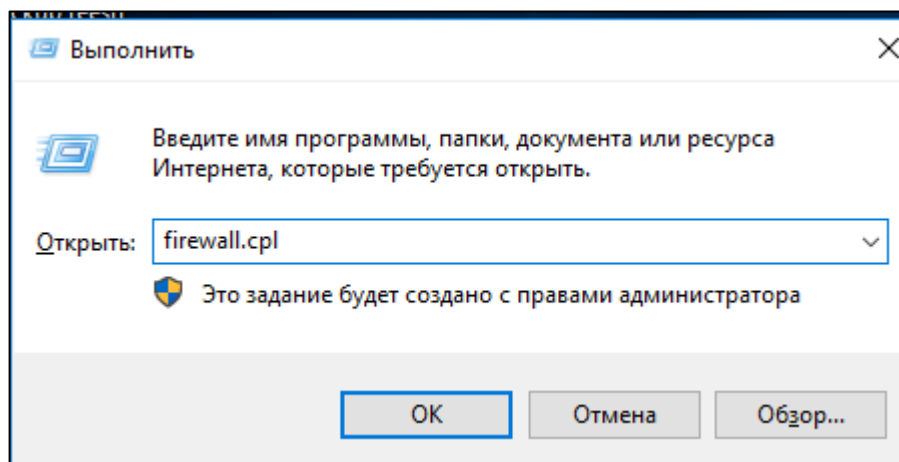 Выполнить
Введите имя программы, папки, документа или ресурса
Интернета, которые требуется открыть.
Открыть: firewall.cpl
Это задание будет создано с правами администратора
ОК Отмена Обзор...